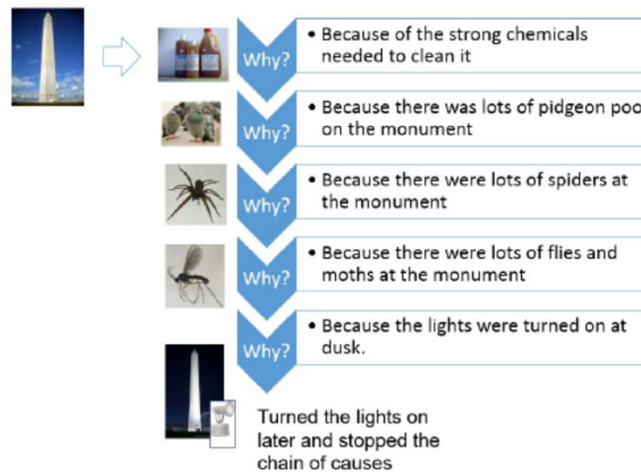 Why?
• Because of the strong chemicals
needed to clean it
Why?
• Because there was lots of pidgeon poo
on the monument
Why?
• Because there were lots of spiders at
the monument
Why?
• Because there were lots of flies and
moths at the monument
Why?
• Because the lights were turned on at
dusk.
Turned the lights on
later and stopped the
chain of causes